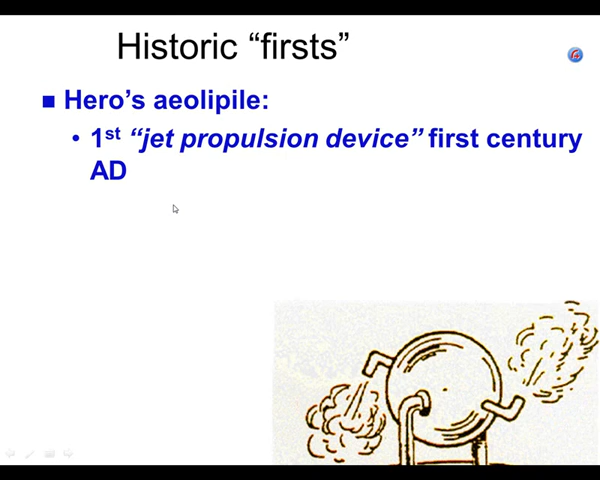 Historic “firsts”
Hero’s aeolipile:
• 1st “jet propulsion device” first century
AD